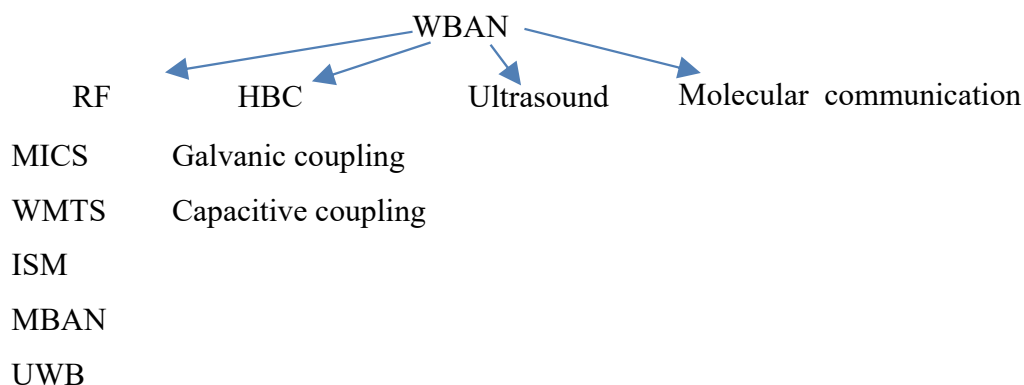 WBAN
RF HBC Ultrasound Molecular communication
MICS Galvanic coupling
WMTS Capacitive coupling
ISM
MBAN
UWB